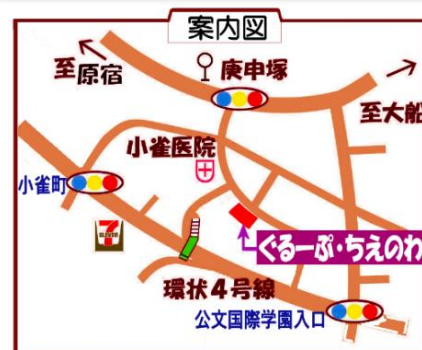 案内図
至原宿
庚申塚
至大船
小雀医院
小雀町
7
ELEVEN
ぐるーぷ・ちえのわ
環状4号線
公文国際学園入口